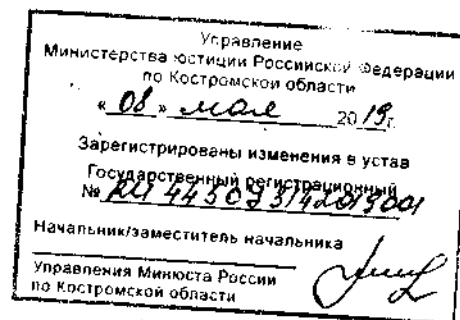 Управление
Министерства юстиции Российской Федерации
по Костромской области
« 08 » мая 2019г.
Зарегистрированы изменения в устав
Государственный регистрационный
№ RU 445073142019001
Начальник/заместитель начальника
Управления Минюста России
по Костромской области